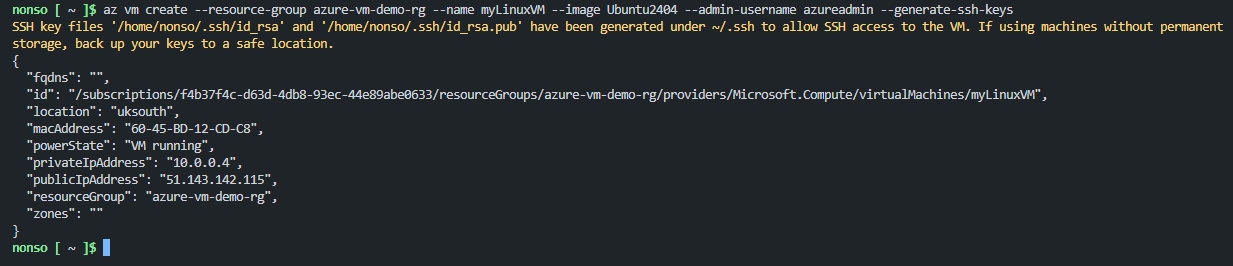 nonso [ ~ ]$ az vm create --resource-group azure-vm-demo-rg --name myLinuxVM --image Ubuntu2404 --admin-username azureadmin --generate-ssh-keys
SSH key files '/home/nonso/.ssh/id_rsa' and '/home/nonso/.ssh/id_rsa.pub' have been generated under ~/.ssh to allow SSH access to the VM. If using machines without permanent
storage, back up your keys to a safe location.
{
  "fqdns": "",
  "id": "/subscriptions/f4b37f4c-d63d-4db8-93ec-44e89abe0633/resourceGroups/azure-vm-demo-rg/providers/Microsoft.Compute/virtualMachines/myLinuxVM",
  "location": "uksouth",
  "macAddress": "60-45-BD-12-CD-C8",
  "powerState": "VM running",
  "privateIpAddress": "10.0.0.4",
  "publicIpAddress": "51.143.142.115",
  "resourceGroup": "azure-vm-demo-rg",
  "zones": ""
}
nonso [ ~ ]$